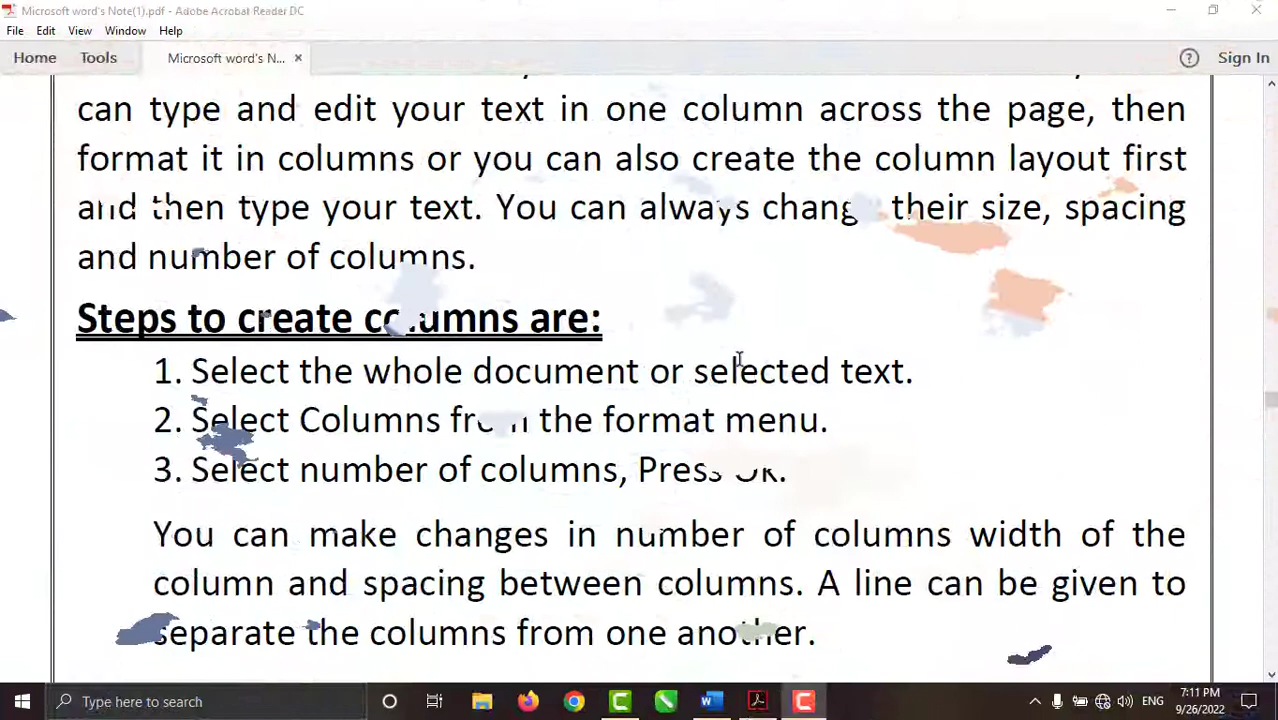 Microsoft word's Note(1).pdf - Adobe Acrobat Reader DC
File Edit View Window Help
Home Tools Microsoft word's N... × Sign In
can type and edit your text in one column across the page, then
format it in columns or you can also create the column layout first
and then type your text. You can always change their size, spacing
and number of columns.
Steps to create columns are:
1. Select the whole document or selected text.
2. Select Columns from the format menu.
3. Select number of columns, Press OK.
You can make changes in number of columns width of the
column and spacing between columns. A line can be given to
separate the columns from one another.
Type here to search
ENG
7:11 PM
9/26/2022